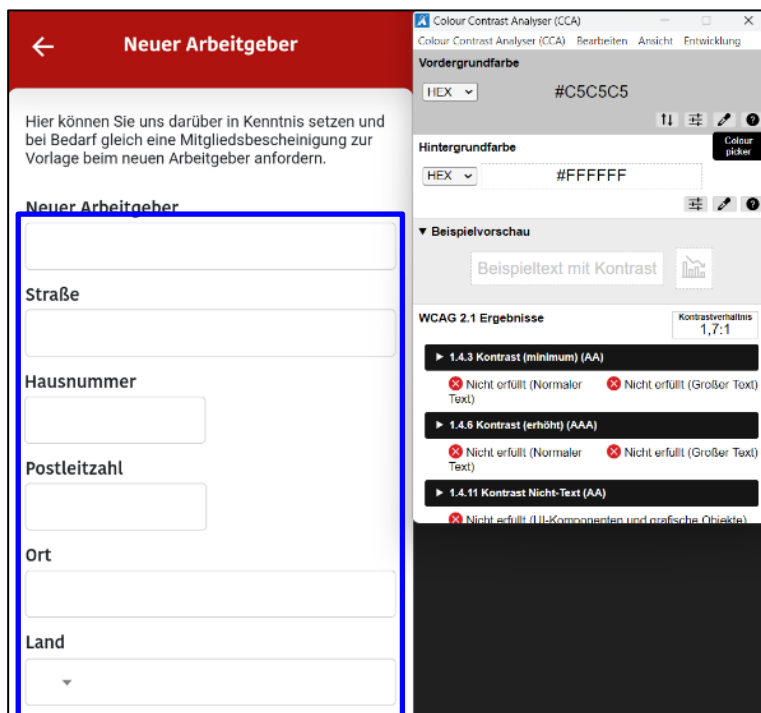 Neuer Arbeitgeber
Hier können Sie uns darüber in Kenntnis setzen und
bei Bedarf gleich eine Mitgliedsbescheinigung zur
Vorlage beim neuen Arbeitgeber anfordern.
Neuer Arbeitgeber
Straße
Hausnummer
Postleitzahl
Ort
Land
Colour Contrast Analyser (CCA)
Colour Contrast Analyser (CCA) Bearbeiten Ansicht Entwicklung
Vordergrundfarbe
HEX #C5C5C5
Colour
picker
Hintergrundfarbe
HEX #FFFFFF
▼ Beispielvorschau
Beispieltext mit Kontrast
WCAG 2.1 Ergebnisse
Kontrastverhältnis
1,7:1
▶ 1.4.3 Kontrast (minimum) (AA)
Nicht erfüllt (Normaler Text)
Nicht erfüllt (Großer Text)
▶ 1.4.6 Kontrast (erhöht) (AAA)
Nicht erfüllt (Normaler Text)
Nicht erfüllt (Großer Text)
▶ 1.4.11 Kontrast Nicht-Text (AA)
Nicht erfüllt (UI-Komponenten und grafische Objekte)